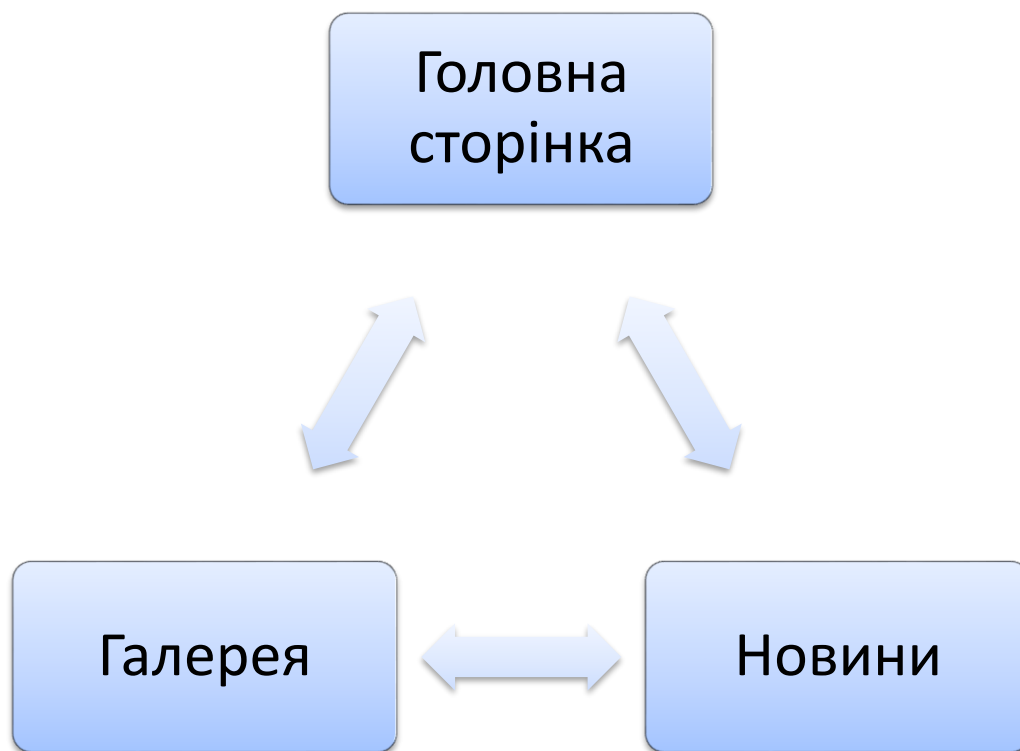 Головна
сторінка
Галерея
Новини